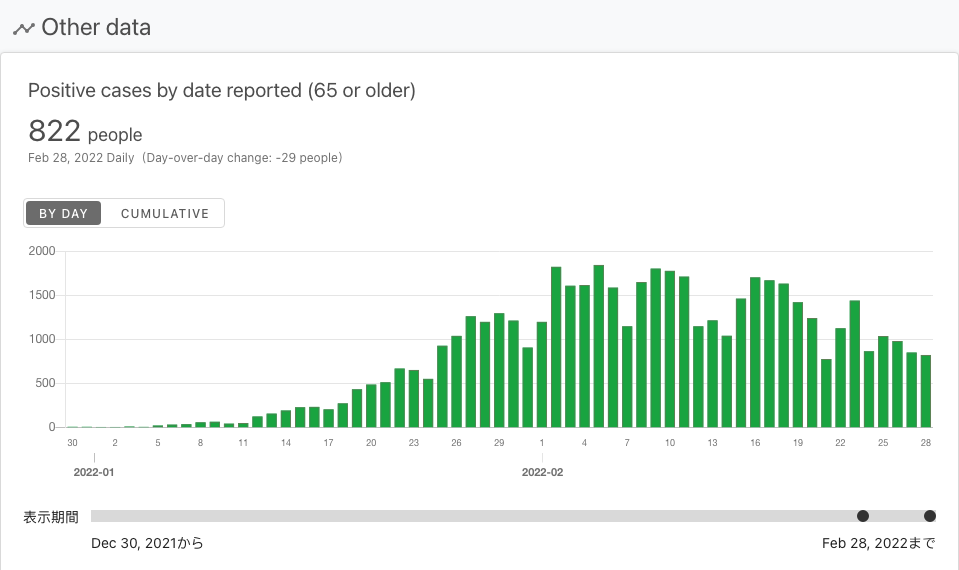 Other data
Positive cases by date reported (65 or older)
822 people
Feb 28, 2022 Daily (Day-over-day change: -29 people)
BY DAY CUMULATIVE
2000
1500
1000
500
0
30 2 5 8 11 14 17 20 23 26 29 1 4 7 10 13 16 19 22 25 28
2022-01 2022-02
表示期間
Dec 30, 2021から Feb 28, 2022まで